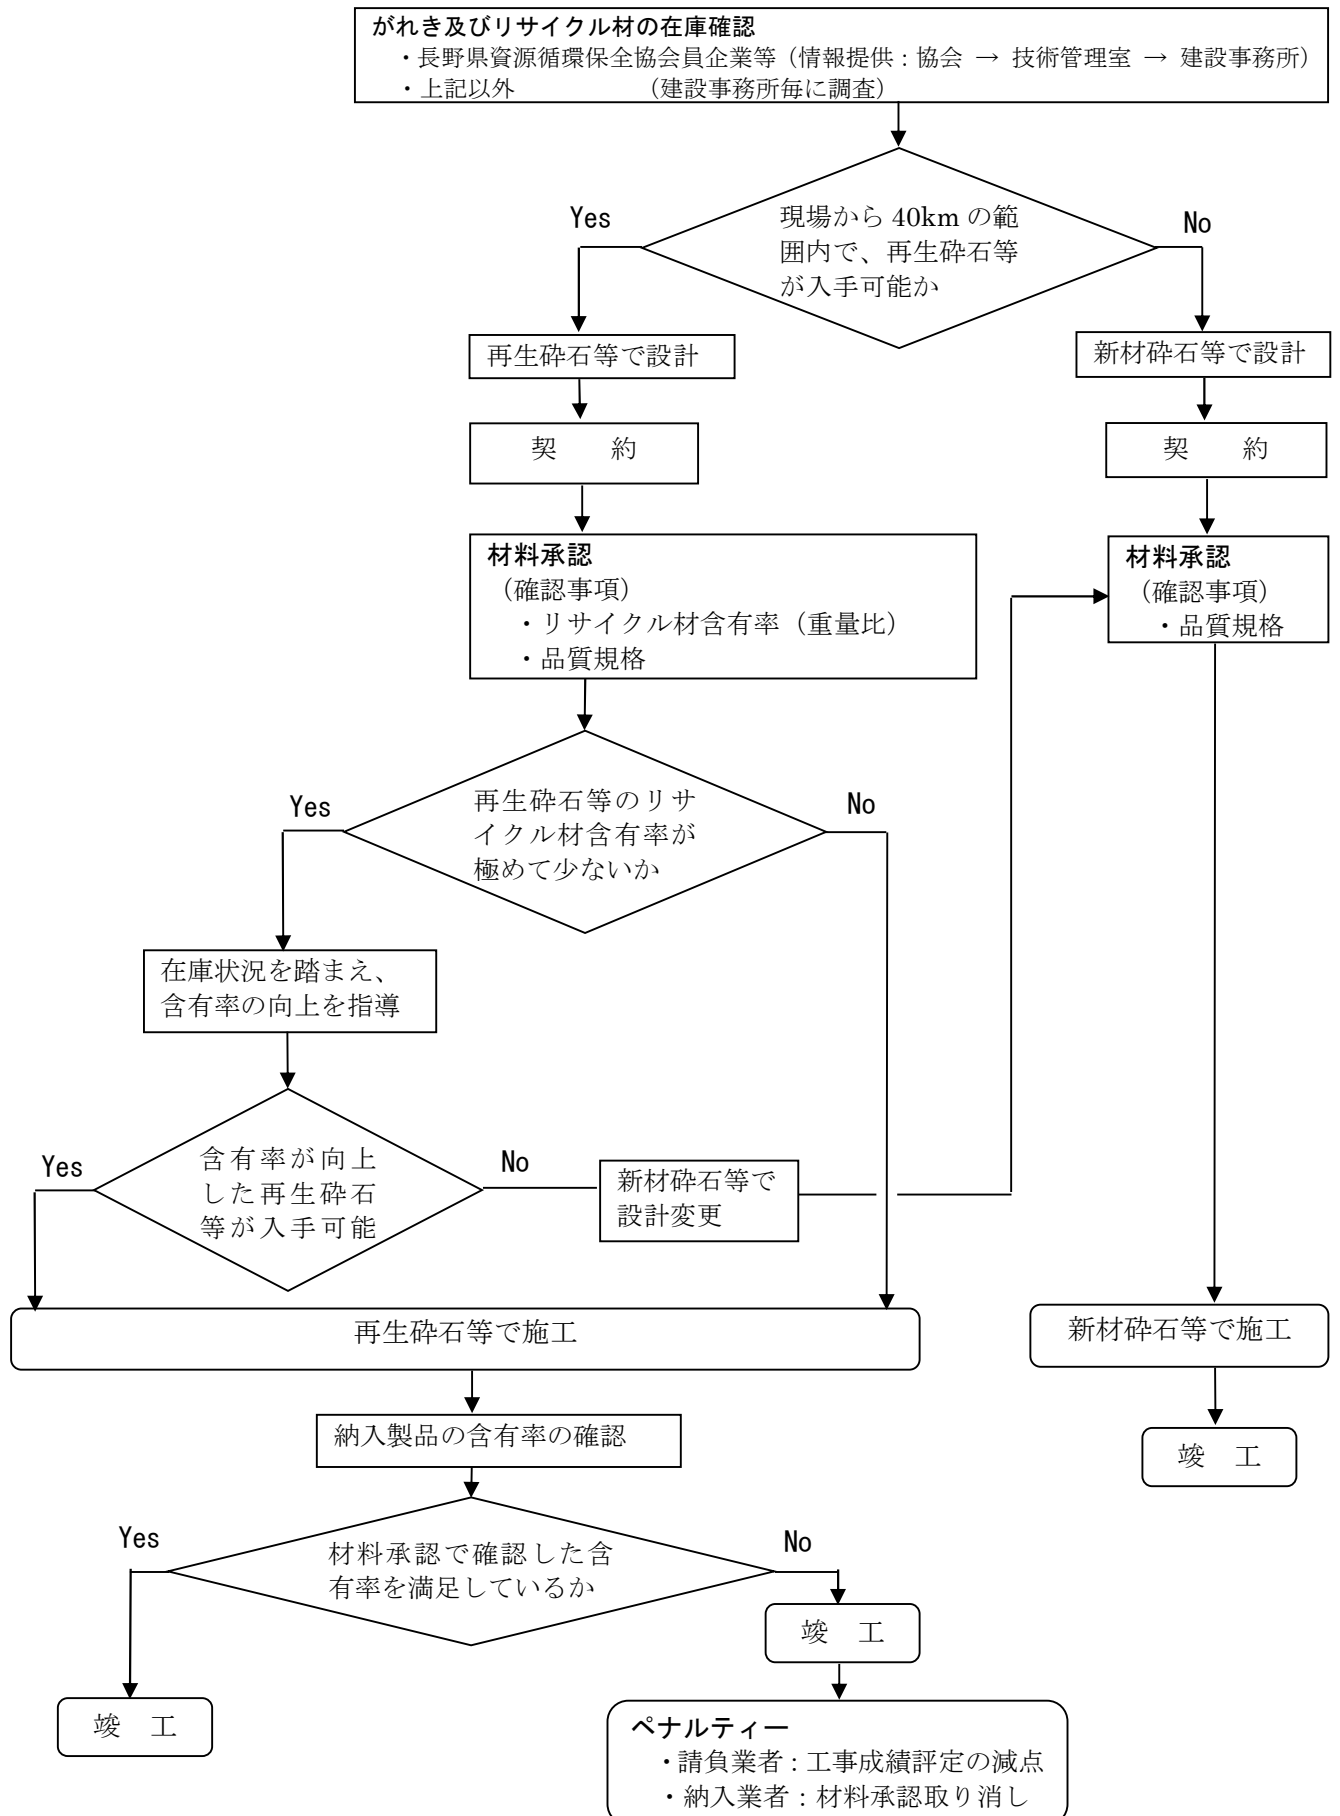 がれき及びリサイクル材の在庫確認
・長野県資源循環保全協会員企業等（情報提供：協会 → 技術管理室 → 建設事務所）
・上記以外　　　　　（建設事務所毎に調査）
Yes
現場から 40km の範
囲内で、再生砕石等
が入手可能か
No
再生砕石等で設計
新材砕石等で設計
契　約
契　約
材料承認
（確認事項）
・リサイクル材含有率（重量比）
・品質規格
材料承認
（確認事項）
・品質規格
Yes
再生砕石等のリサ
イクル材含有率が
極めて少ないか
No
在庫状況を踏まえ、
含有率の向上を指導
Yes
含有率が向上
した再生砕石
等が入手可能
No
新材砕石等で
設計変更
再生砕石等で施工
新材砕石等で施工
納入製品の含有率の確認
竣　工
Yes
材料承認で確認した含
有率を満足しているか
No
竣　工
竣　工
ペナルティー
・請負業者：工事成績評定の減点
・納入業者：材料承認取り消し